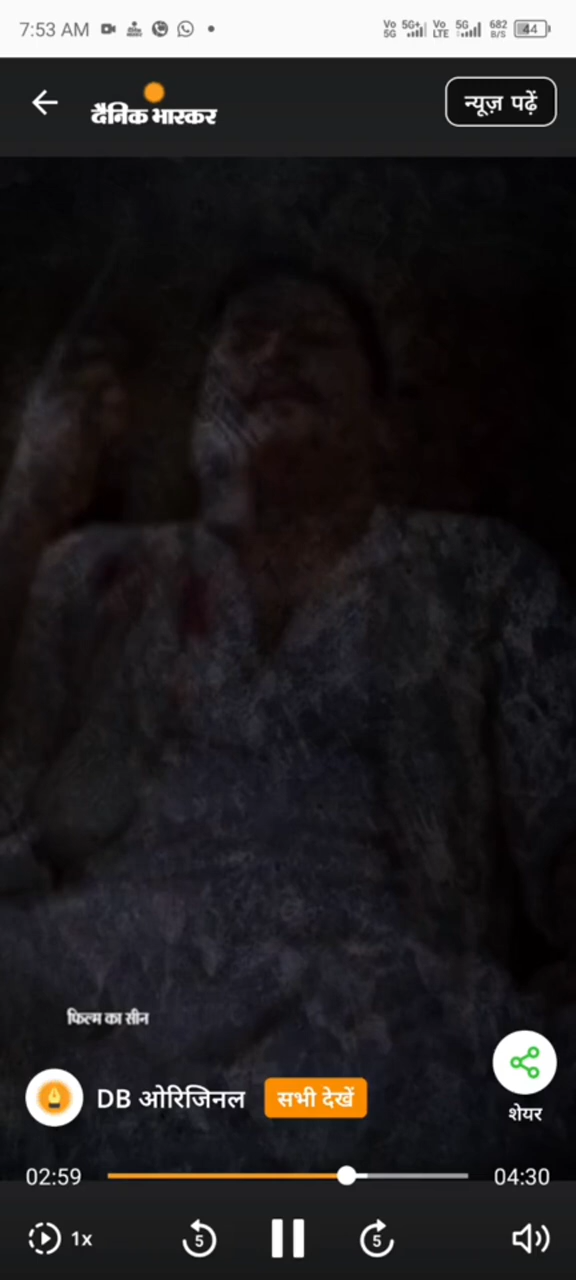 7:53 AM
Vo 5G 5G+ Vo LTE 5G 682 B/S 44
दैनिक भास्कर
न्यूज़ पढ़ें
फिल्म का सीन
DB ओरिजिनल
सभी देखें
शेयर
02:59
04:30
1x
5
5